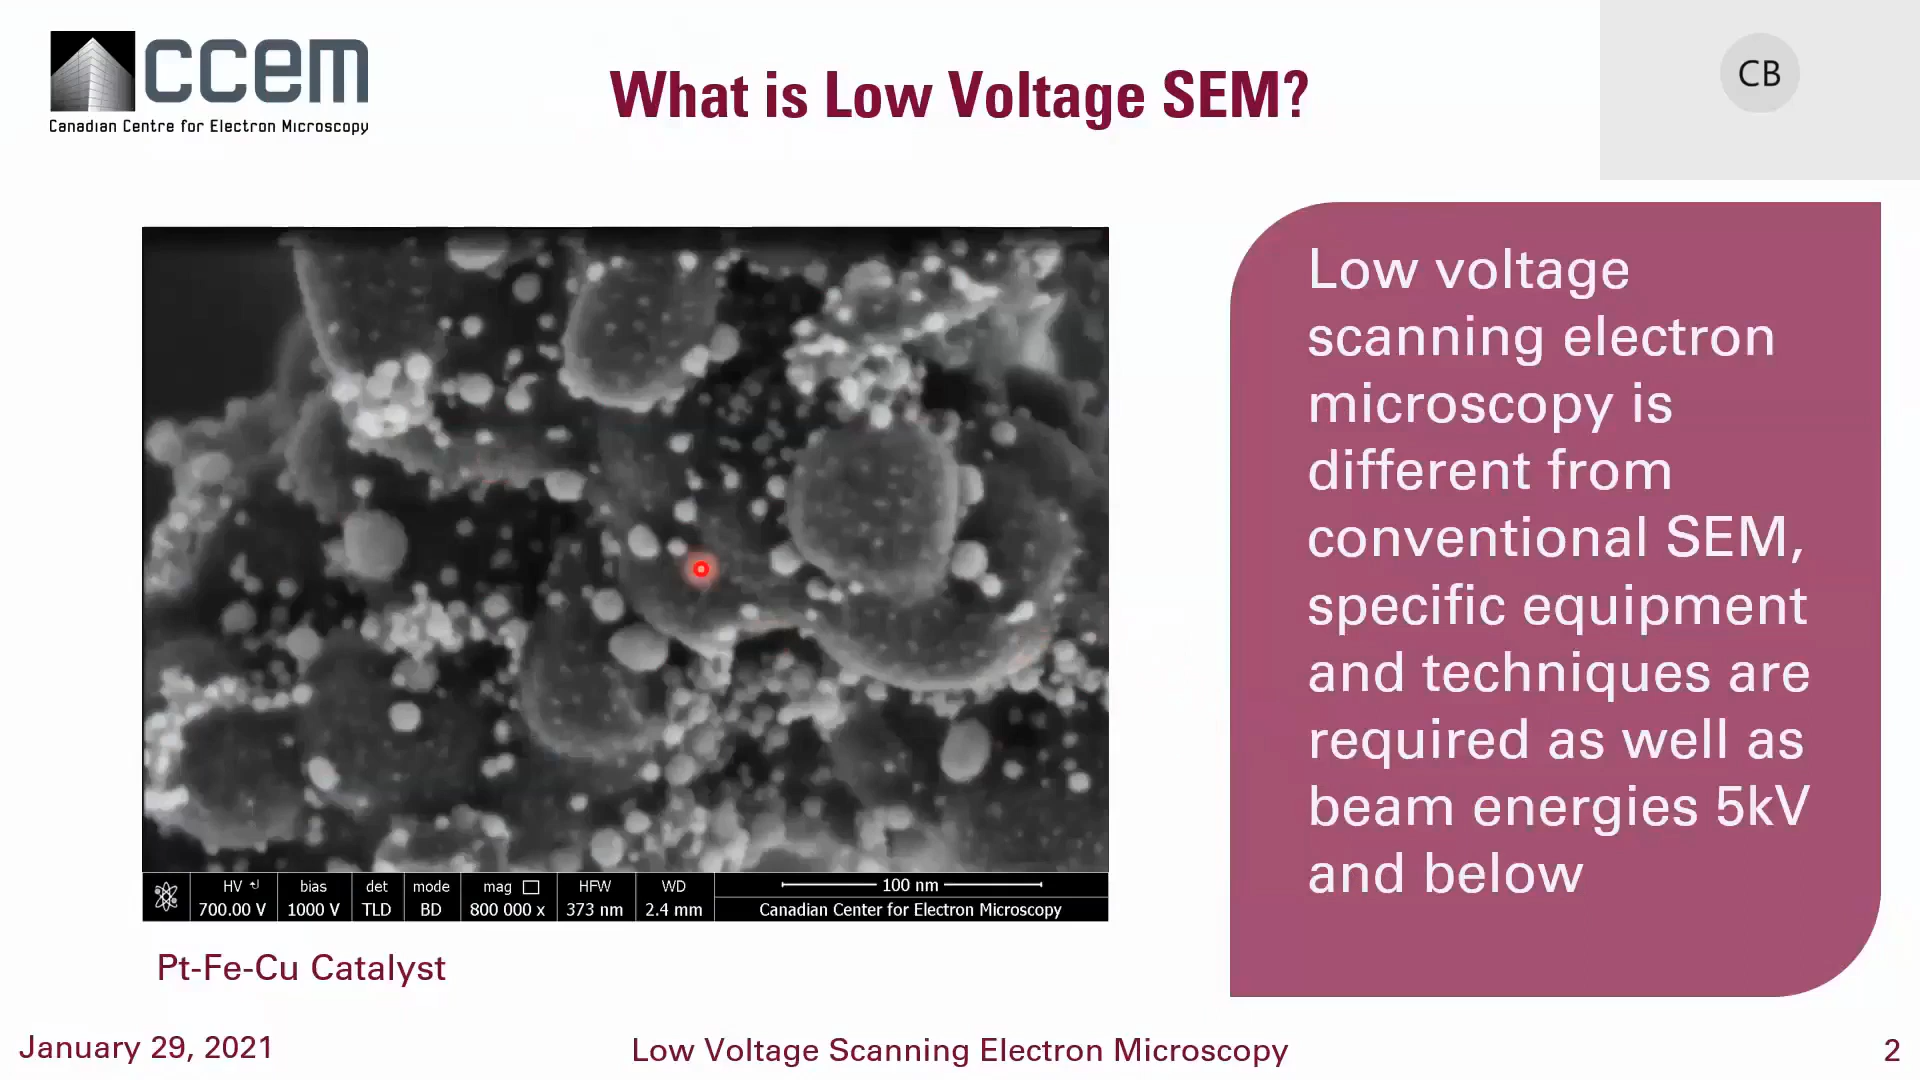 ccem
Canadian Centre for Electron Microscopy
What is Low Voltage SEM?
CB
Low voltage
scanning electron
microscopy is
different from
conventional SEM,
specific equipment
and techniques are
required as well as
beam energies 5kV
and below
HV bias det mode mag HFW WD 100 nm
700.00 V 1000 V TLD BD 800 000 x 373 nm 2.4 mm Canadian Center for Electron Microscopy
Pt-Fe-Cu Catalyst
January 29, 2021
Low Voltage Scanning Electron Microscopy
2